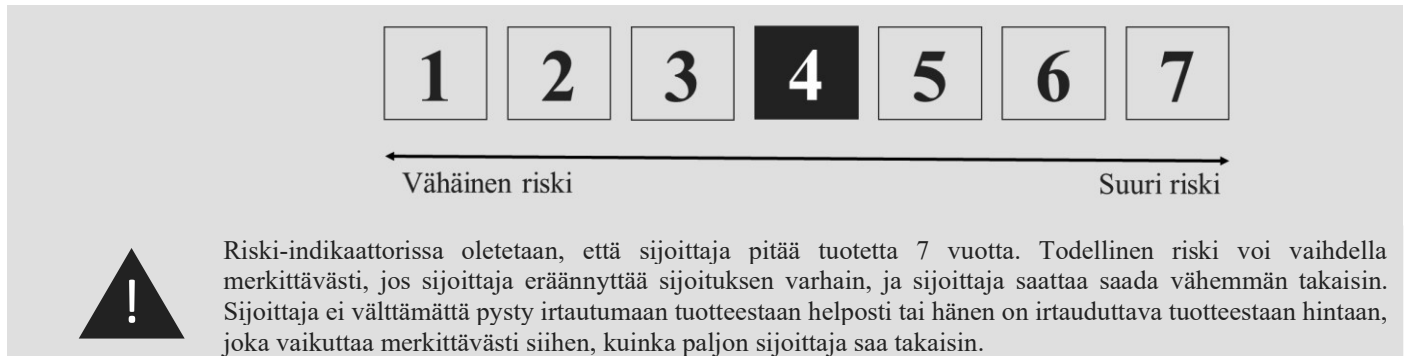 1 2 3 4 5 6 7
Vähäinen riski Suuri riski
Riski-indikaattorissa oletetaan, että sijoittaja pitää tuotetta 7 vuotta. Todellinen riski voi vaihdella
merkittävästi, jos sijoittaja eräännyttää sijoituksen varhain, ja sijoittaja saattaa saada vähemmän takaisin.
Sijoittaja ei välttämättä pysty irtautumaan tuotteestaan helposti tai hänen on irtauduttava tuotteestaan hintaan,
joka vaikuttaa merkittävästi siihen, kuinka paljon sijoittaja saa takaisin.
!